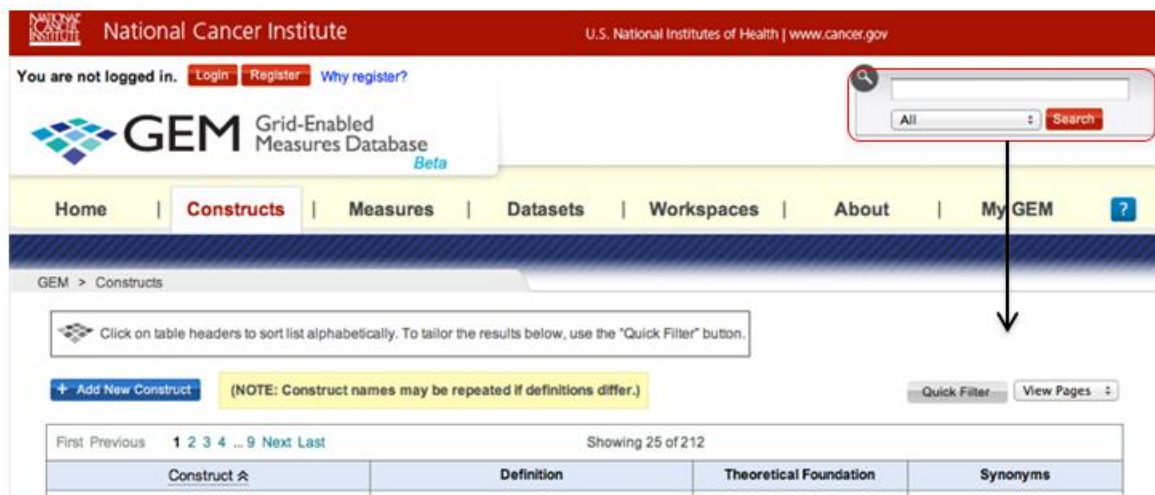 NATIONAL CANCER INSTITUTE
National Cancer Institute
U.S. National Institutes of Health | www.cancer.gov
You are not logged in. Login Register Why register?
GEM Grid-Enabled
Measures Database
Beta
All Search
Home | Constructs | Measures | Datasets | Workspaces | About | My GEM ?
GEM > Constructs
Click on table headers to sort list alphabetically. To tailor the results below, use the "Quick Filter" button.
+ Add New Construct (NOTE: Construct names may be repeated if definitions differ.) Quick Filter View Pages
First Previous 1 2 3 4 ... 9 Next Last Showing 25 of 212
Construct Definition Theoretical Foundation Synonyms